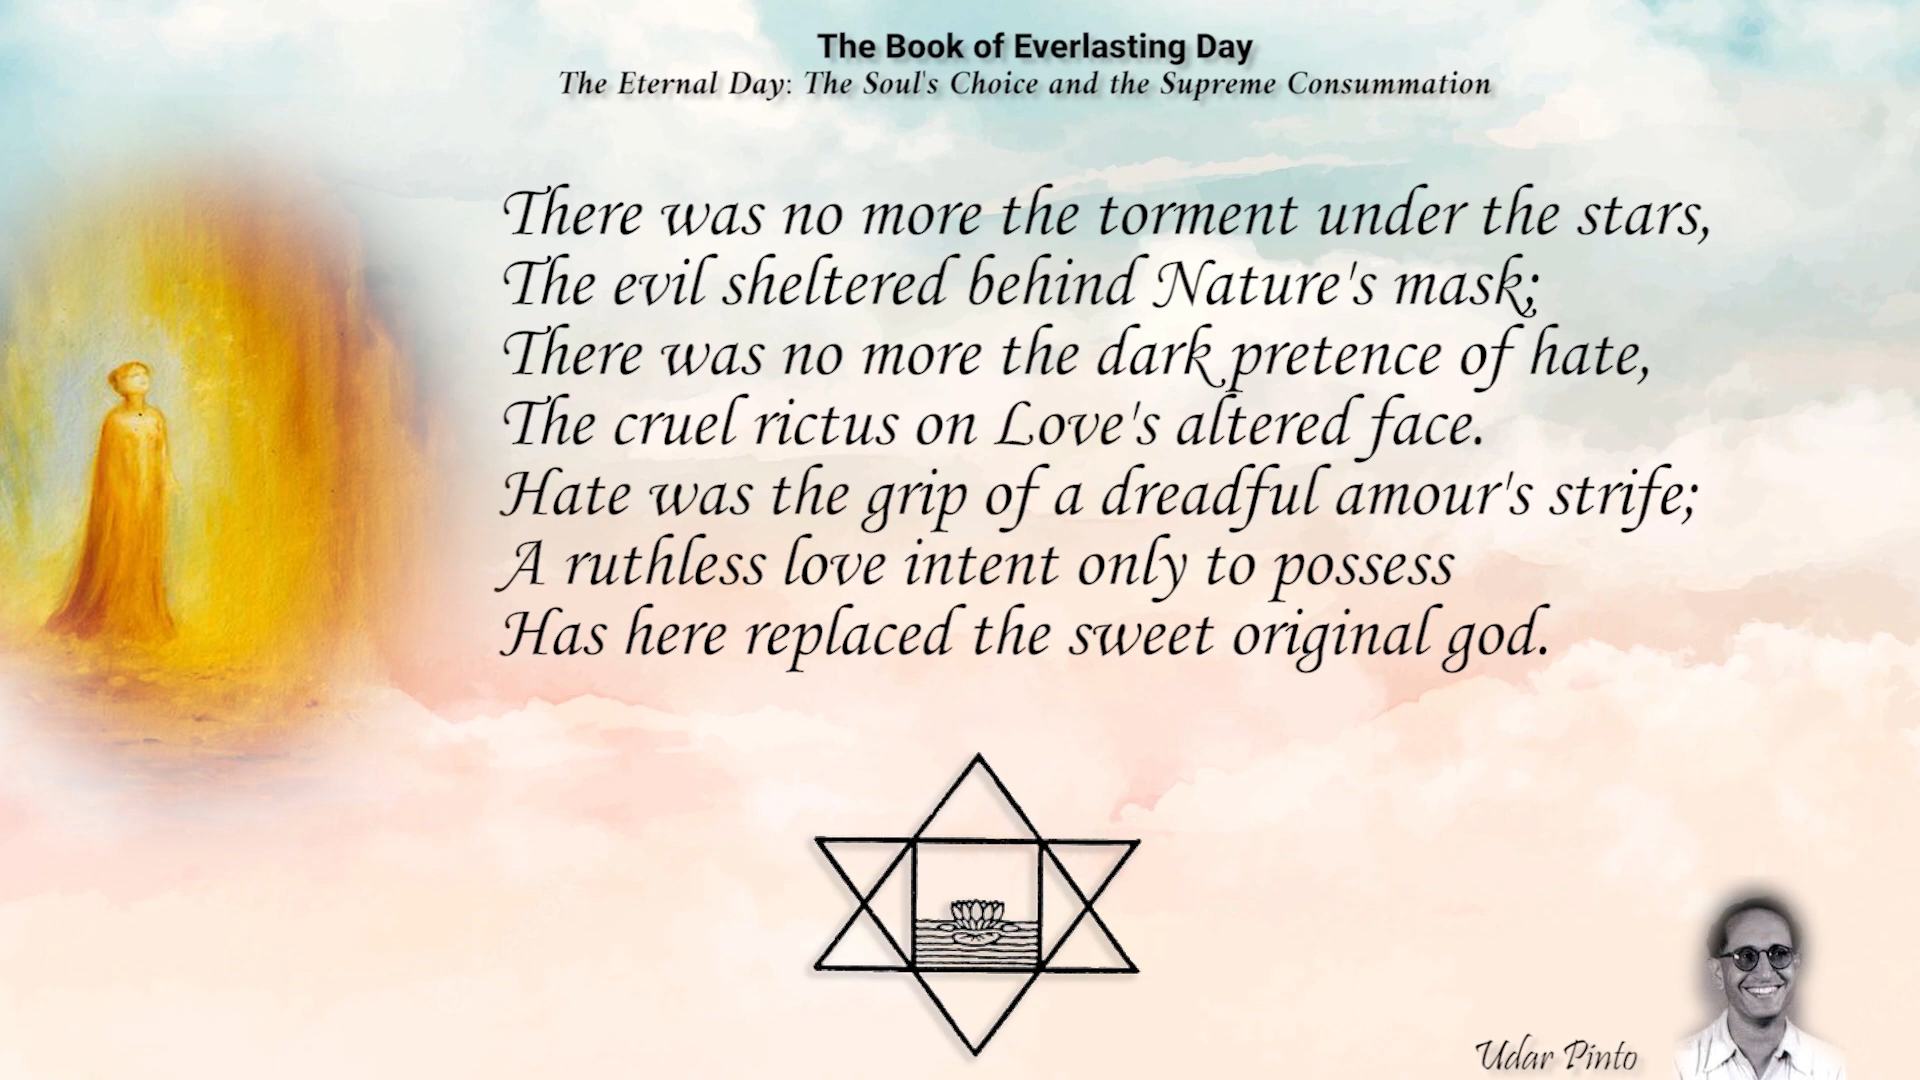 The Book of Everlasting Day
The Eternal Day: The Soul's Choice and the Supreme Consummation
There was no more the torment under the stars,
The evil sheltered behind Nature's mask;
There was no more the dark pretence of hate,
The cruel rictus on Love's altered face.
Hate was the grip of a dreadful amour's strife;
A ruthless love intent only to possess
Has here replaced the sweet original god.
Udar Pinto